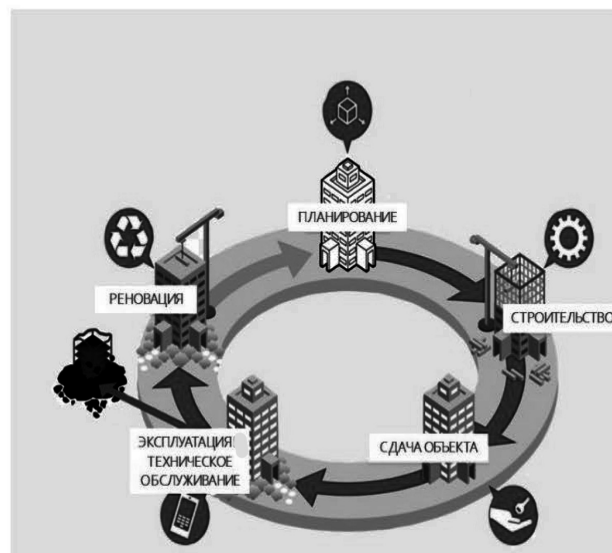 ПЛАНИРОВАНИЕ
РЕНОВАЦИЯ
СТРОИТЕЛЬСТВО
ЭКСПЛУАТАЦИЯ
ТЕХНИЧЕСКОЕ
ОБСЛУЖИВАНИЕ
СДАЧА ОБЪЕКТА